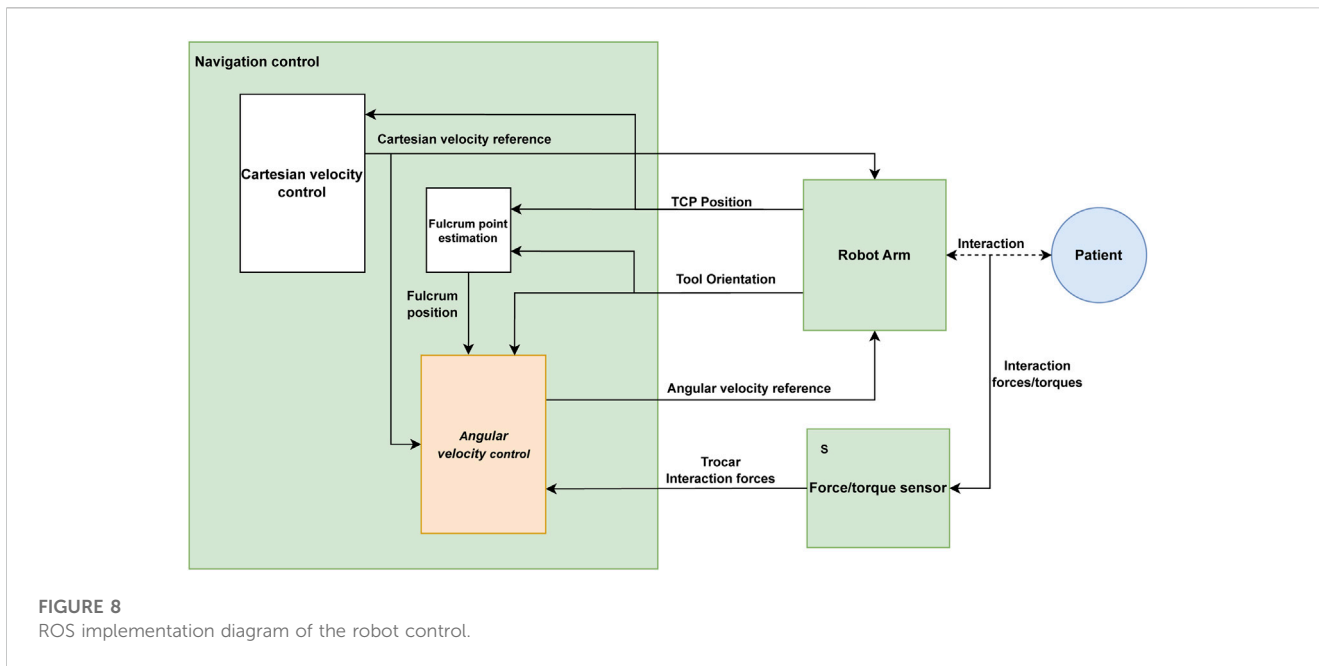 Navigation control
Cartesian velocity reference
Cartesian velocity
control
Fulcrum point
estimation
TCP Position
Robot Arm
Interaction
Patient
Tool Orientation
Fulcrum
position
Interaction
forces/torques
Angular velocity reference
Angular
velocity control
Trocar
Interaction forces
S
Force/torque sensor
FIGURE 8
ROS implementation diagram of the robot control.